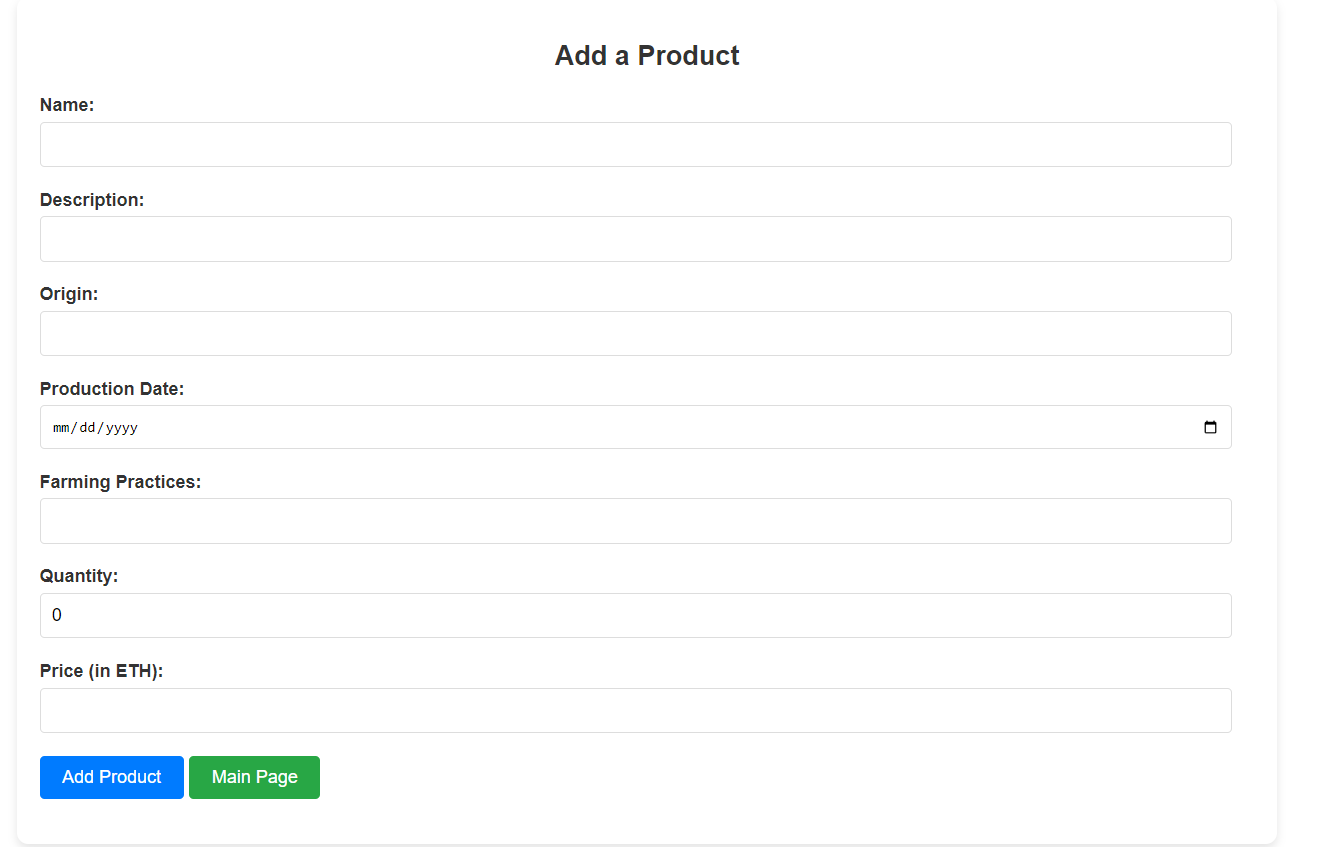 Add a Product
Name:
Description:
Origin:
Production Date:
mm/dd/yyyy
Farming Practices:
Quantity:
0
Price (in ETH):
Add Product Main Page